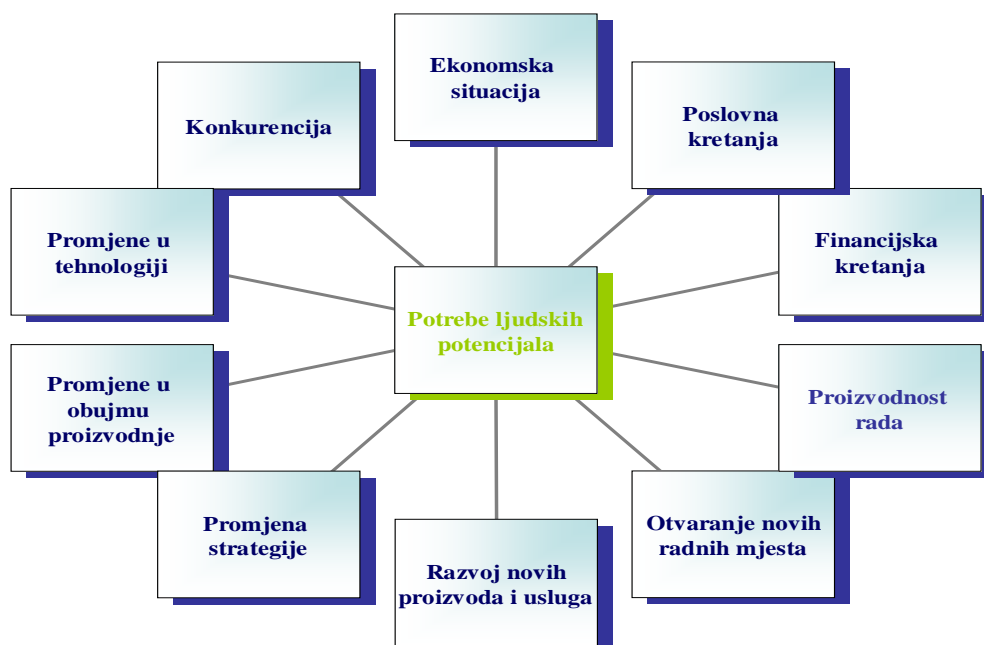 Ekonomska
situacija
Poslovna
kretanja
Financijska
kretanja
Proizvodnost
rada
Otvaranje novih
radnih mjesta
Razvoj novih
proizvoda i usluga
Promjena
strategije
Promjene u
obujmu
proizvodnje
Promjene u
tehnologiji
Konkurencija
Potrebe ljudskih
potencijala